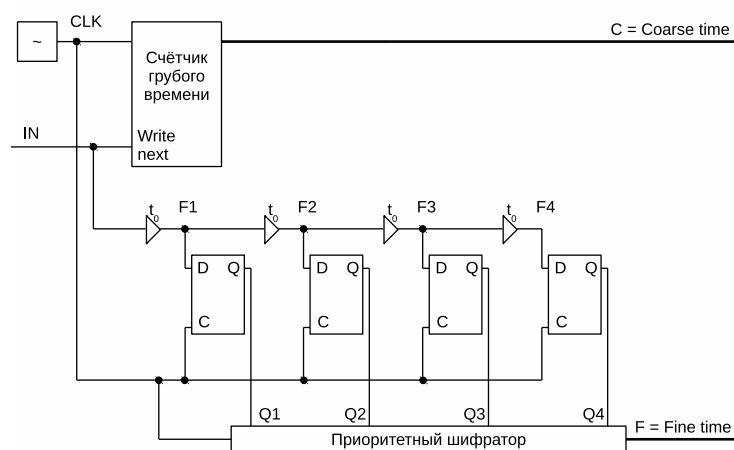 CLK
~
C = Coarse time
Счётчик
грубого
времени
IN
Write
next
t₀ F1 t₀ F2 t₀ F3 t₀ F4
D Q D Q D Q D Q
C C C C
Q1 Q2 Q3 Q4
F = Fine time
Приоритетный шифратор